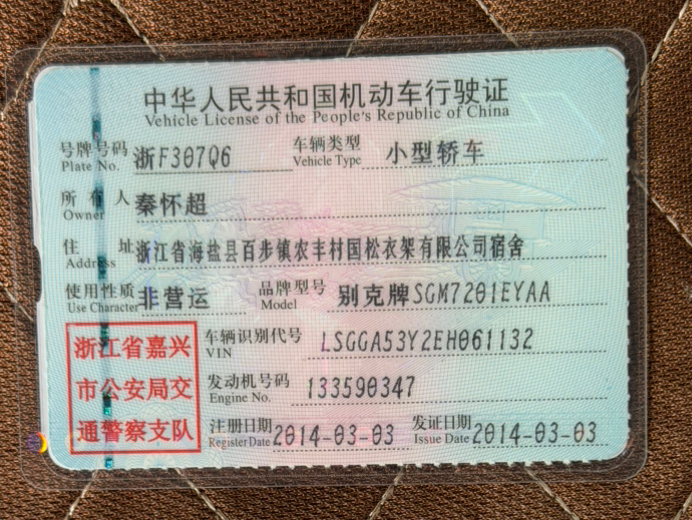 中华人民共和国机动车行驶证
Vehicle License of the People's Republic of China
号牌号码 浙F307Q6 车辆类型 小型轿车
Plate No. Vehicle Type
所有人 秦怀超
Owner
住址 浙江省海盐县百步镇农丰村国松衣架有限公司宿舍
Address
使用性质 非营运 品牌型号 别克牌SGM7201EYAA
Use Character Model
浙江省嘉兴 车辆识别代号 LSGGA53Y2EH061132
VIN
市公安局交 发动机号码 133590347
Engine No.
通警察支队 注册日期 2014-03-03 发证日期 2014-03-03
Register Date Issue Date